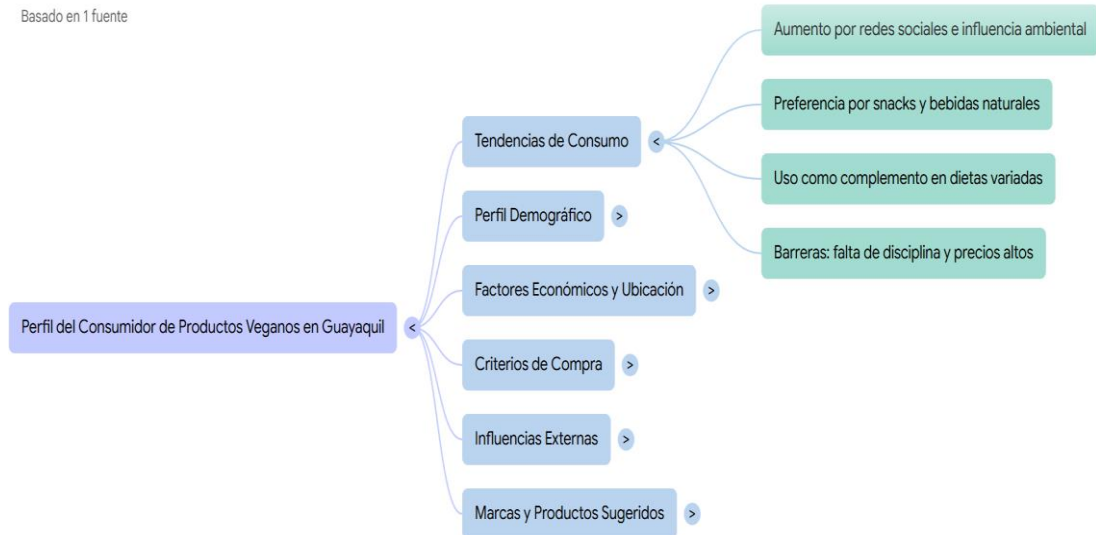 Basado en 1 fuente
Perfil del Consumidor de Productos Veganos en Guayaquil
<
Tendencias de Consumo
<
Aumento por redes sociales e influencia ambiental
Preferencia por snacks y bebidas naturales
Uso como complemento en dietas variadas
Barreras: falta de disciplina y precios altos
Perfil Demográfico
>
Factores Económicos y Ubicación
>
Criterios de Compra
>
Influencias Externas
>
Marcas y Productos Sugeridos
>